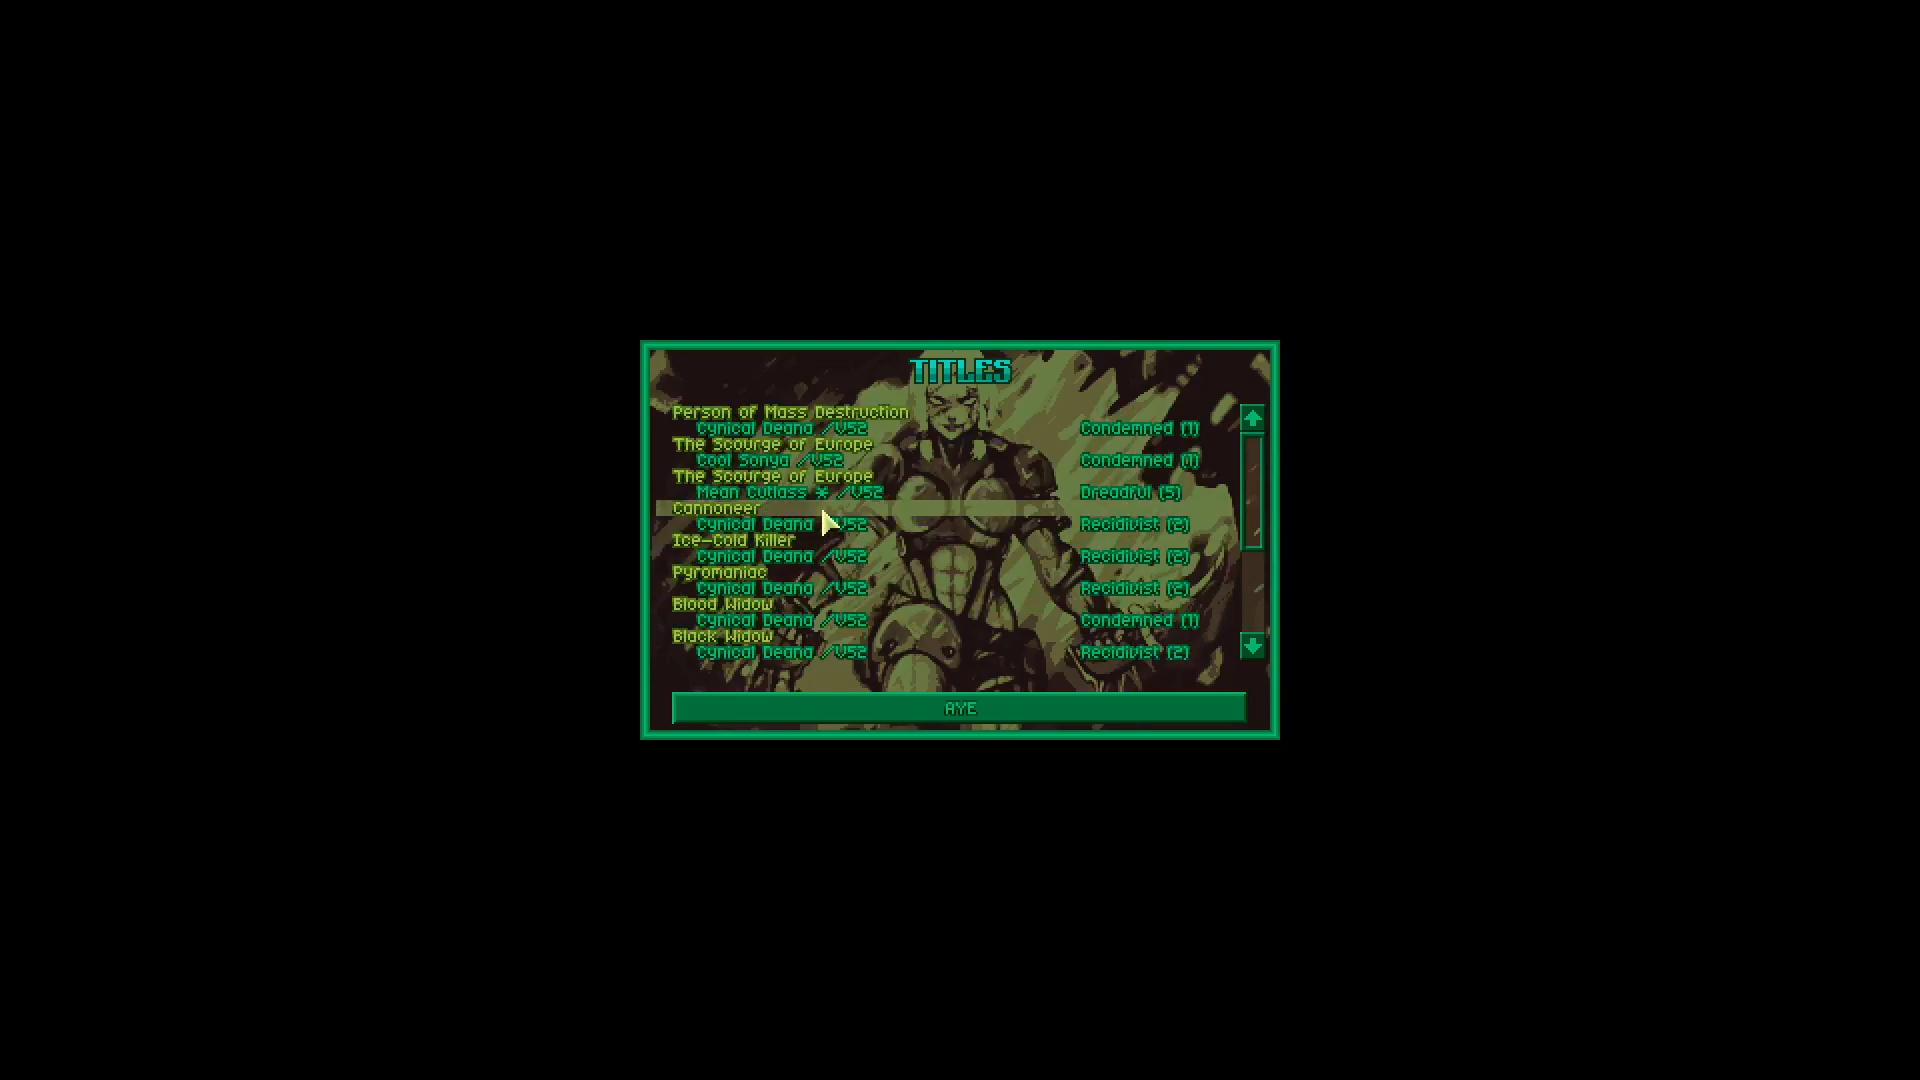 TITLES
Person of Mass Destruction
Cynical Deana /V52 Condemned (1)
The Scourge of Europe
Cool Sonya /V52 Condemned (1)
The Scourge of Europe
Mean Cutlass * /V52 Dreadful (5)
Cannoneer
Cynical Deana /V52 Recidivist (2)
Ice-Cold Killer
Cynical Deana /V52 Recidivist (2)
Pyromaniac
Cynical Deana /V52 Recidivist (2)
Blood Widow
Cynical Deana /V52 Condemned (1)
Black Widow
Cynical Deana /V52 Recidivist (2)
AYE